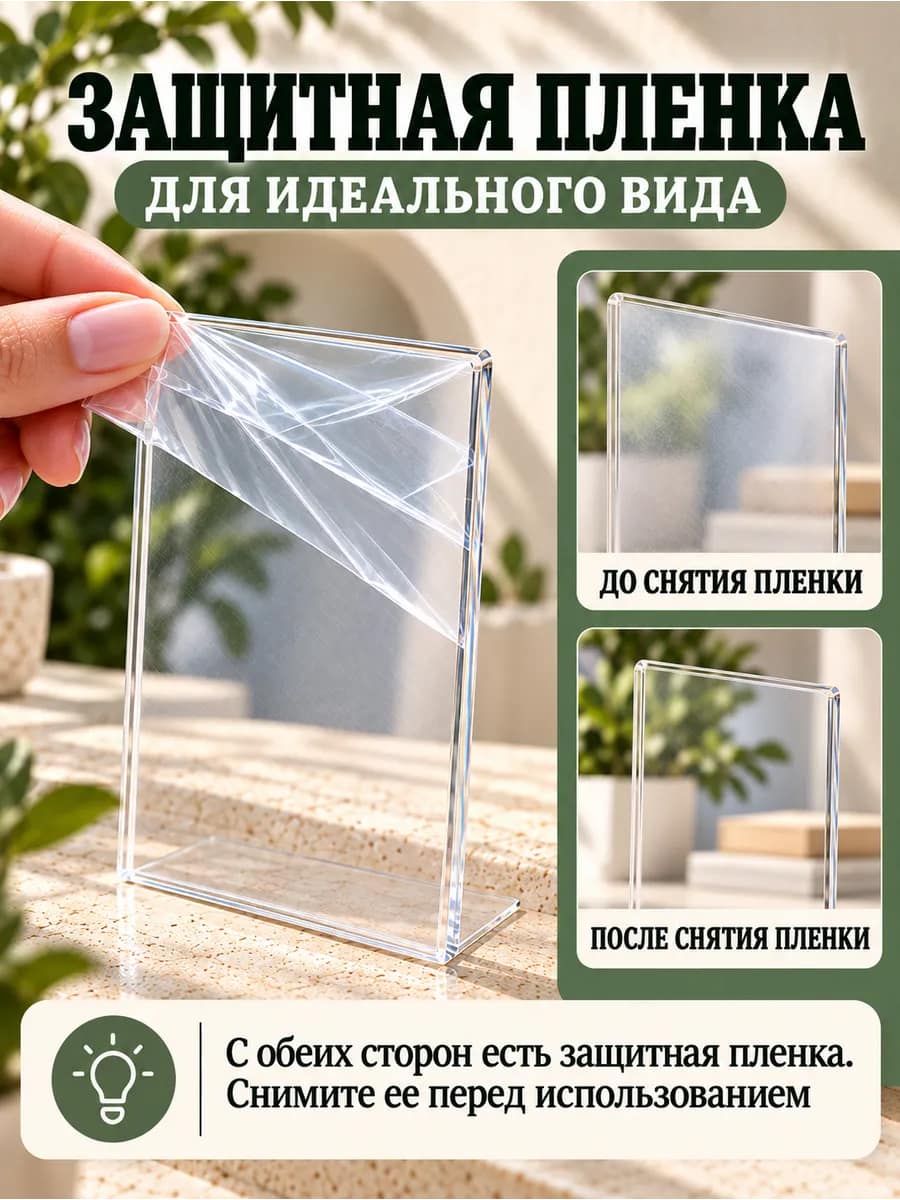 ЗАЩИТНАЯ ПЛЕНКА
ДЛЯ ИДЕАЛЬНОГО ВИДА
ДО СНЯТИЯ ПЛЕНКИ
ПОСЛЕ СНЯТИЯ ПЛЕНКИ
С обеих сторон есть защитная пленка.
Снимите ее перед использованием